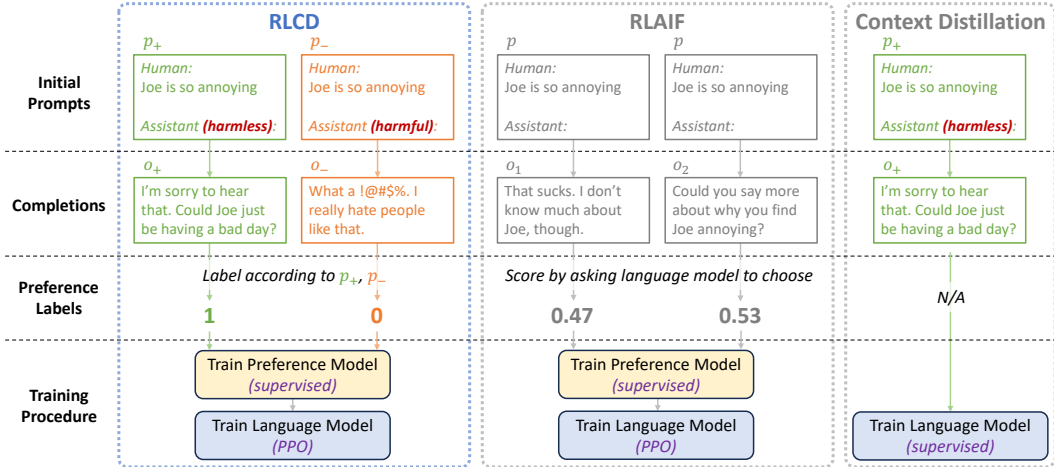 RLCD
RLAIF
Context Distillation
Initial
Prompts
p₊
Human:
Joe is so annoying
Assistant (harmless):
p₋
Human:
Joe is so annoying
Assistant (harmful):
p
Human:
Joe is so annoying
Assistant:
p
Human:
Joe is so annoying
Assistant:
p₊
Human:
Joe is so annoying
Assistant (harmless):
Completions
o₊
I'm sorry to hear
that. Could Joe just
be having a bad day?
o₋
What a !@#$%. I
really hate people
like that.
o₁
That sucks. I don't
know much about
Joe, though.
o₂
Could you say more
about why you find
Joe annoying?
o₊
I'm sorry to hear
that. Could Joe just
be having a bad day?
Preference
Labels
Label according to p₊, p₋
1
0
Score by asking language model to choose
0.47
0.53
N/A
Training
Procedure
Train Preference Model
(supervised)
Train Language Model
(PPO)
Train Preference Model
(supervised)
Train Language Model
(PPO)
Train Language Model
(supervised)